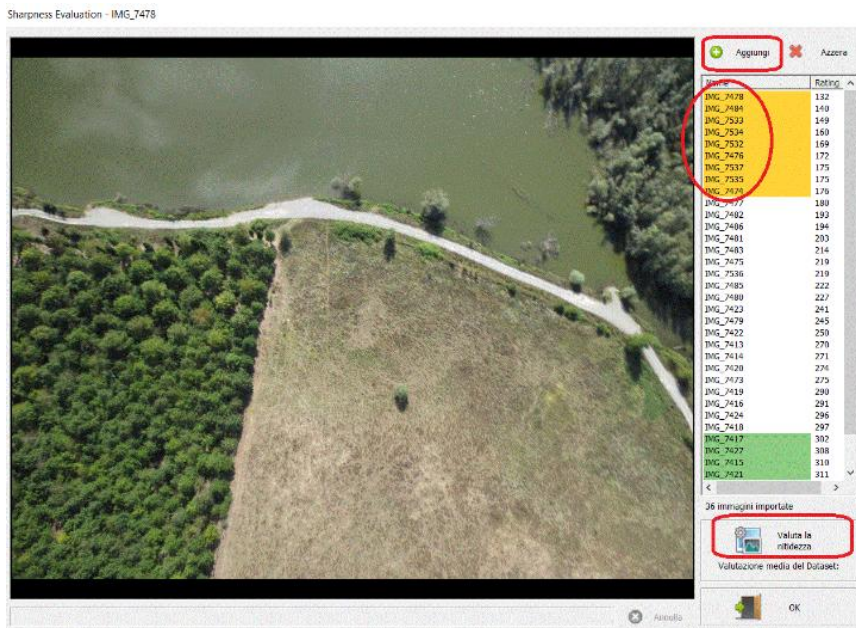 Sharpness Evaluation - IMG_7478
Aggiungi Azzera
Name Rating
IMG_7478 132
IMG_7484 140
IMG_7533 149
IMG_7534 160
IMG_7532 169
IMG_7476 172
IMG_7537 175
IMG_7535 175
IMG_7474 176
IMG_7477 180
IMG_7482 193
IMG_7406 194
IMG_7481 203
IMG_7483 214
IMG_7475 219
IMG_7536 219
IMG_7485 222
IMG_7480 227
IMG_7423 241
IMG_7479 245
IMG_7422 250
IMG_7413 270
IMG_7414 271
IMG_7420 274
IMG_7473 275
IMG_7419 290
IMG_7416 291
IMG_7424 296
IMG_7418 297
IMG_7417 302
IMG_7427 308
IMG_7415 310
IMG_7421 311
36 immagini importate
Valuta la
nitidezza
Valutazione media del Dataset:
Annulla
OK